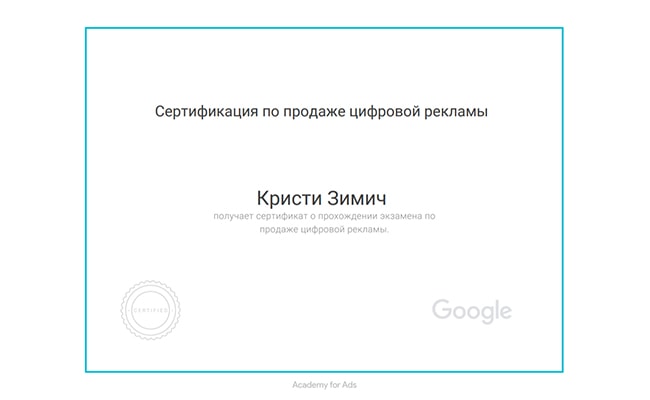 Сертификация по продаже цифровой рекламы
Кристи Зимич
получает сертификат о прохождении экзамена по
продаже цифровой рекламы.
CERTIFIED
Google
Academy for Ads